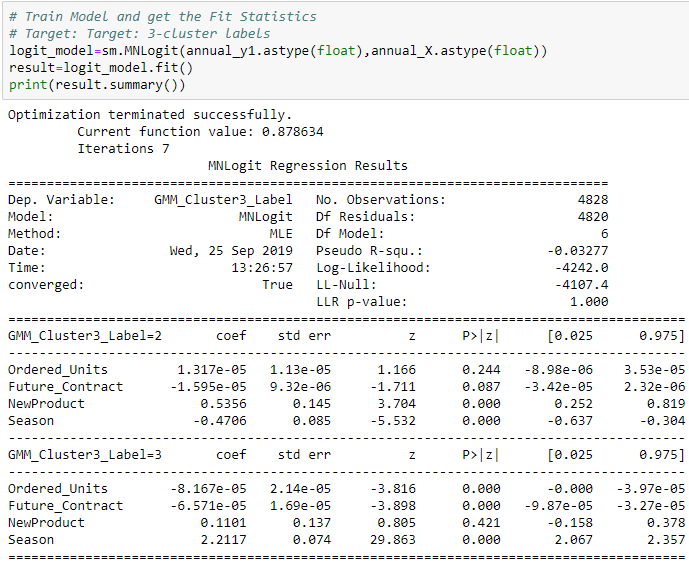 # Train Model and get the Fit Statistics
# Target: Target: 3-cluster labels
logit_model=sm.MNLogit(annual_y1.astype(float),annual_X.astype(float))
result=logit_model.fit()
print(result.summary())
Optimization terminated successfully.
         Current function value: 0.878634
         Iterations 7
                          MNLogit Regression Results
================================================================================
Dep. Variable:     GMM_Cluster3_Label   No. Observations:                 4828
Model:                        MNLogit   Df Residuals:                     4820
Method:                           MLE   Df Model:                            6
Date:                Wed, 25 Sep 2019   Pseudo R-squ.:                -0.03277
Time:                        13:26:57   Log-Likelihood:                -4242.0
converged:                       True   LL-Null:                       -4107.4
                                        LLR p-value:                     1.000
==========================================================================================
GMM_Cluster3_Label=2       coef    std err          z      P>|z|      [0.025      0.975]
------------------------------------------------------------------------------------------
Ordered_Units         1.317e-05   1.13e-05      1.166      0.244   -8.98e-06    3.53e-05
Future_Contract      -1.595e-05   9.32e-06     -1.711      0.087   -3.42e-05    2.32e-06
NewProduct               0.5356      0.145      3.704      0.000       0.252       0.819
Season                  -0.4706      0.085     -5.532      0.000      -0.637      -0.304
------------------------------------------------------------------------------------------
GMM_Cluster3_Label=3       coef    std err          z      P>|z|      [0.025      0.975]
------------------------------------------------------------------------------------------
Ordered_Units        -8.167e-05   2.14e-05     -3.816      0.000      -0.000   -3.97e-05
Future_Contract      -6.571e-05   1.69e-05     -3.898      0.000   -9.87e-05   -3.27e-05
NewProduct               0.1101      0.137      0.805      0.421      -0.158       0.378
Season                   2.2117      0.074     29.863      0.000       2.067       2.357
==========================================================================================